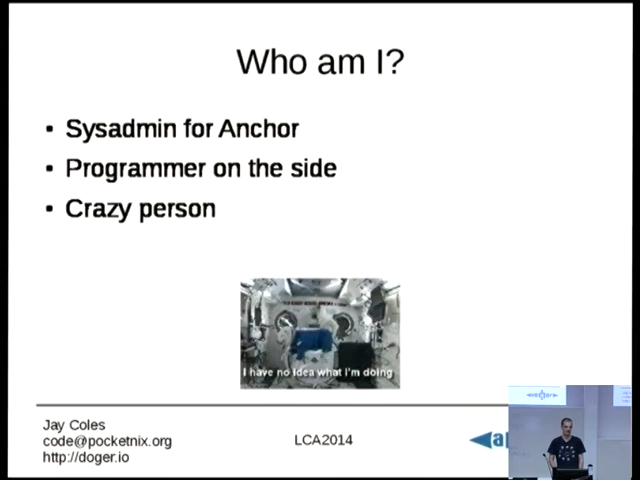 Who am I?
Sysadmin for Anchor
Programmer on the side
Crazy person
I have no idea what I'm doing
Jay Coles
code@pocketnix.org
http://doger.io
LCA2014